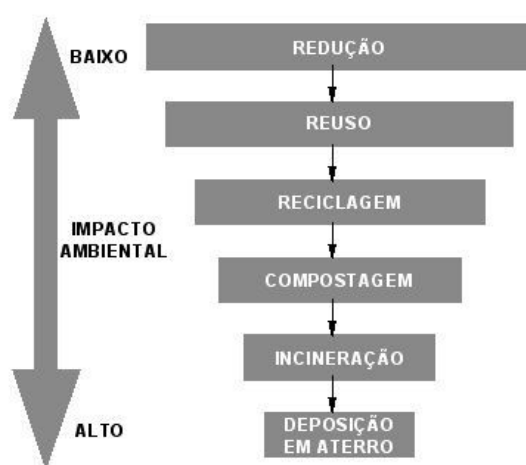 REDUÇÃO
BAIXO
REUSO
RECICLAGEM
IMPACTO
AMBIENTAL
COMPOSTAGEM
INCINERAÇÃO
DEPOSIÇÃO
EM ATERRO
ALTO